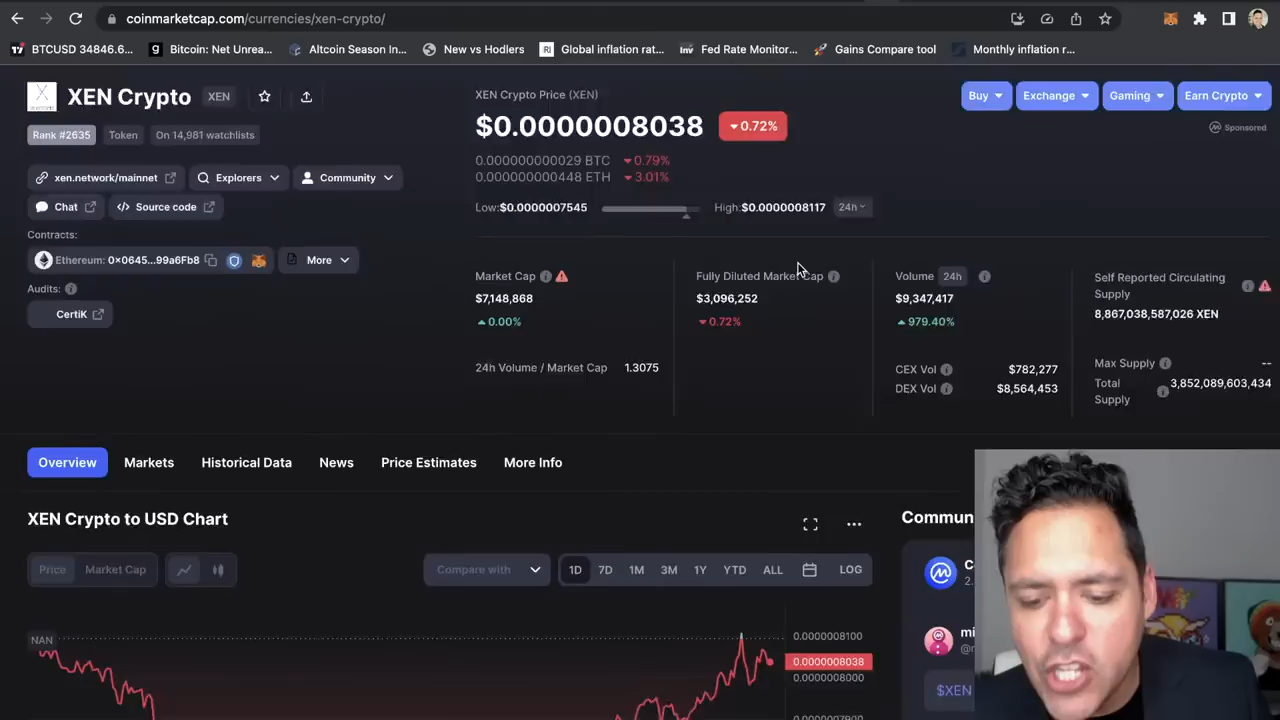 coinmarketcap.com/currencies/xen-crypto/
BTCUSD 34846.6... Bitcoin: Net Unrea... Altcoin Season In... New vs Hodlers Global inflation rat... Fed Rate Monitor... Gains Compare tool Monthly inflation r...
XEN Crypto XEN
Rank #2635 Token On 14,981 watchlists
xen.network/mainnet Explorers Community
Chat Source code
Contracts:
Ethereum: 0x0645...99a6Fb8 More
Audits:
CertiK
XEN Crypto Price (XEN)
$0.0000008038 0.72%
0.000000000029 BTC 0.79%
0.000000000448 ETH 3.01%
Low:$0.0000007545 High:$0.0000008117 24h
Buy Exchange Gaming Earn Crypto
Sponsored
Market Cap
$7,148,868
0.00%
24h Volume / Market Cap 1.3075
Fully Diluted Market Cap
$3,096,252
0.72%
Volume 24h
$9,347,417
979.40%
CEX Vol $782,277
DEX Vol $8,564,453
Self Reported Circulating
Supply
8,867,038,587,026 XEN
Max Supply --
Total
Supply
3,852,089,603,434
Overview Markets Historical Data News Price Estimates More Info
XEN Crypto to USD Chart
Price Market Cap Compare with 1D 7D 1M 3M 1Y YTD ALL LOG
NAN
0.0000008100
0.0000008038
0.0000008000
Commun
C
2.
mi
@r
$XEN